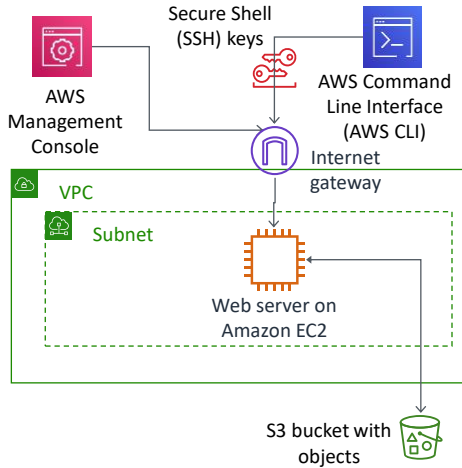 Secure Shell
(SSH) keys
AWS
Management
Console
AWS Command
Line Interface
(AWS CLI)
Internet
gateway
VPC
Subnet
Web server on
Amazon EC2
S3 bucket with
objects